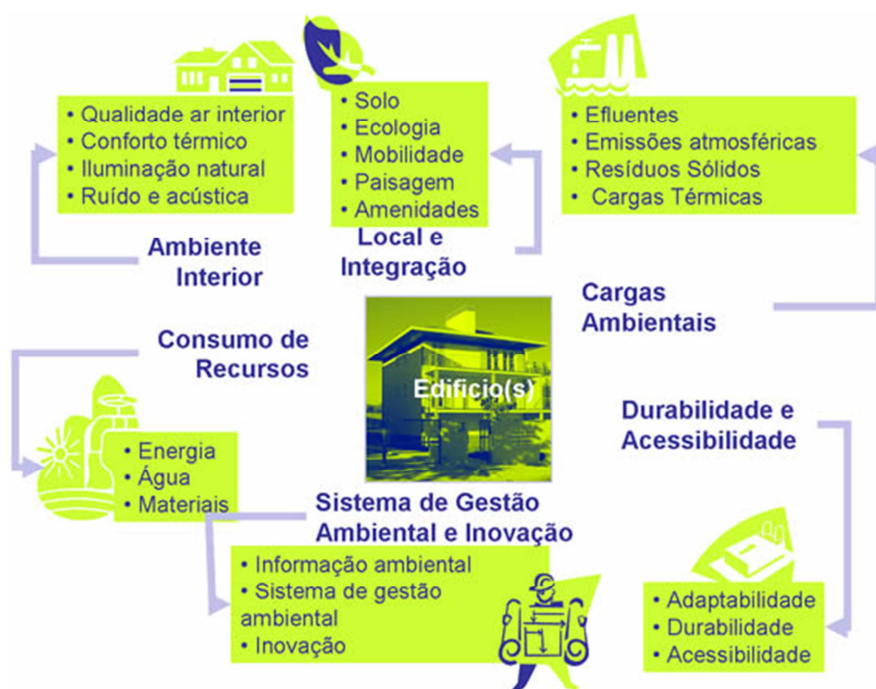 • Qualidade ar interior
• Conforto térmico
• Iluminação natural
• Ruído e acústica
Ambiente
Interior
• Solo
• Ecologia
• Mobilidade
• Paisagem
• Amenidades
Local e
Integração
• Efluentes
• Emissões atmosféricas
• Resíduos Sólidos
• Cargas Térmicas
Cargas
Ambientais
Consumo de
Recursos
• Energia
• Água
• Materiais
Edificio(s)
Durabilidade e
Acessibilidade
Sistema de Gestão
Ambiental e Inovação
• Informação ambiental
• Sistema de gestão
ambiental
• Inovação
• Adaptabilidade
• Durabilidade
• Acessibilidade